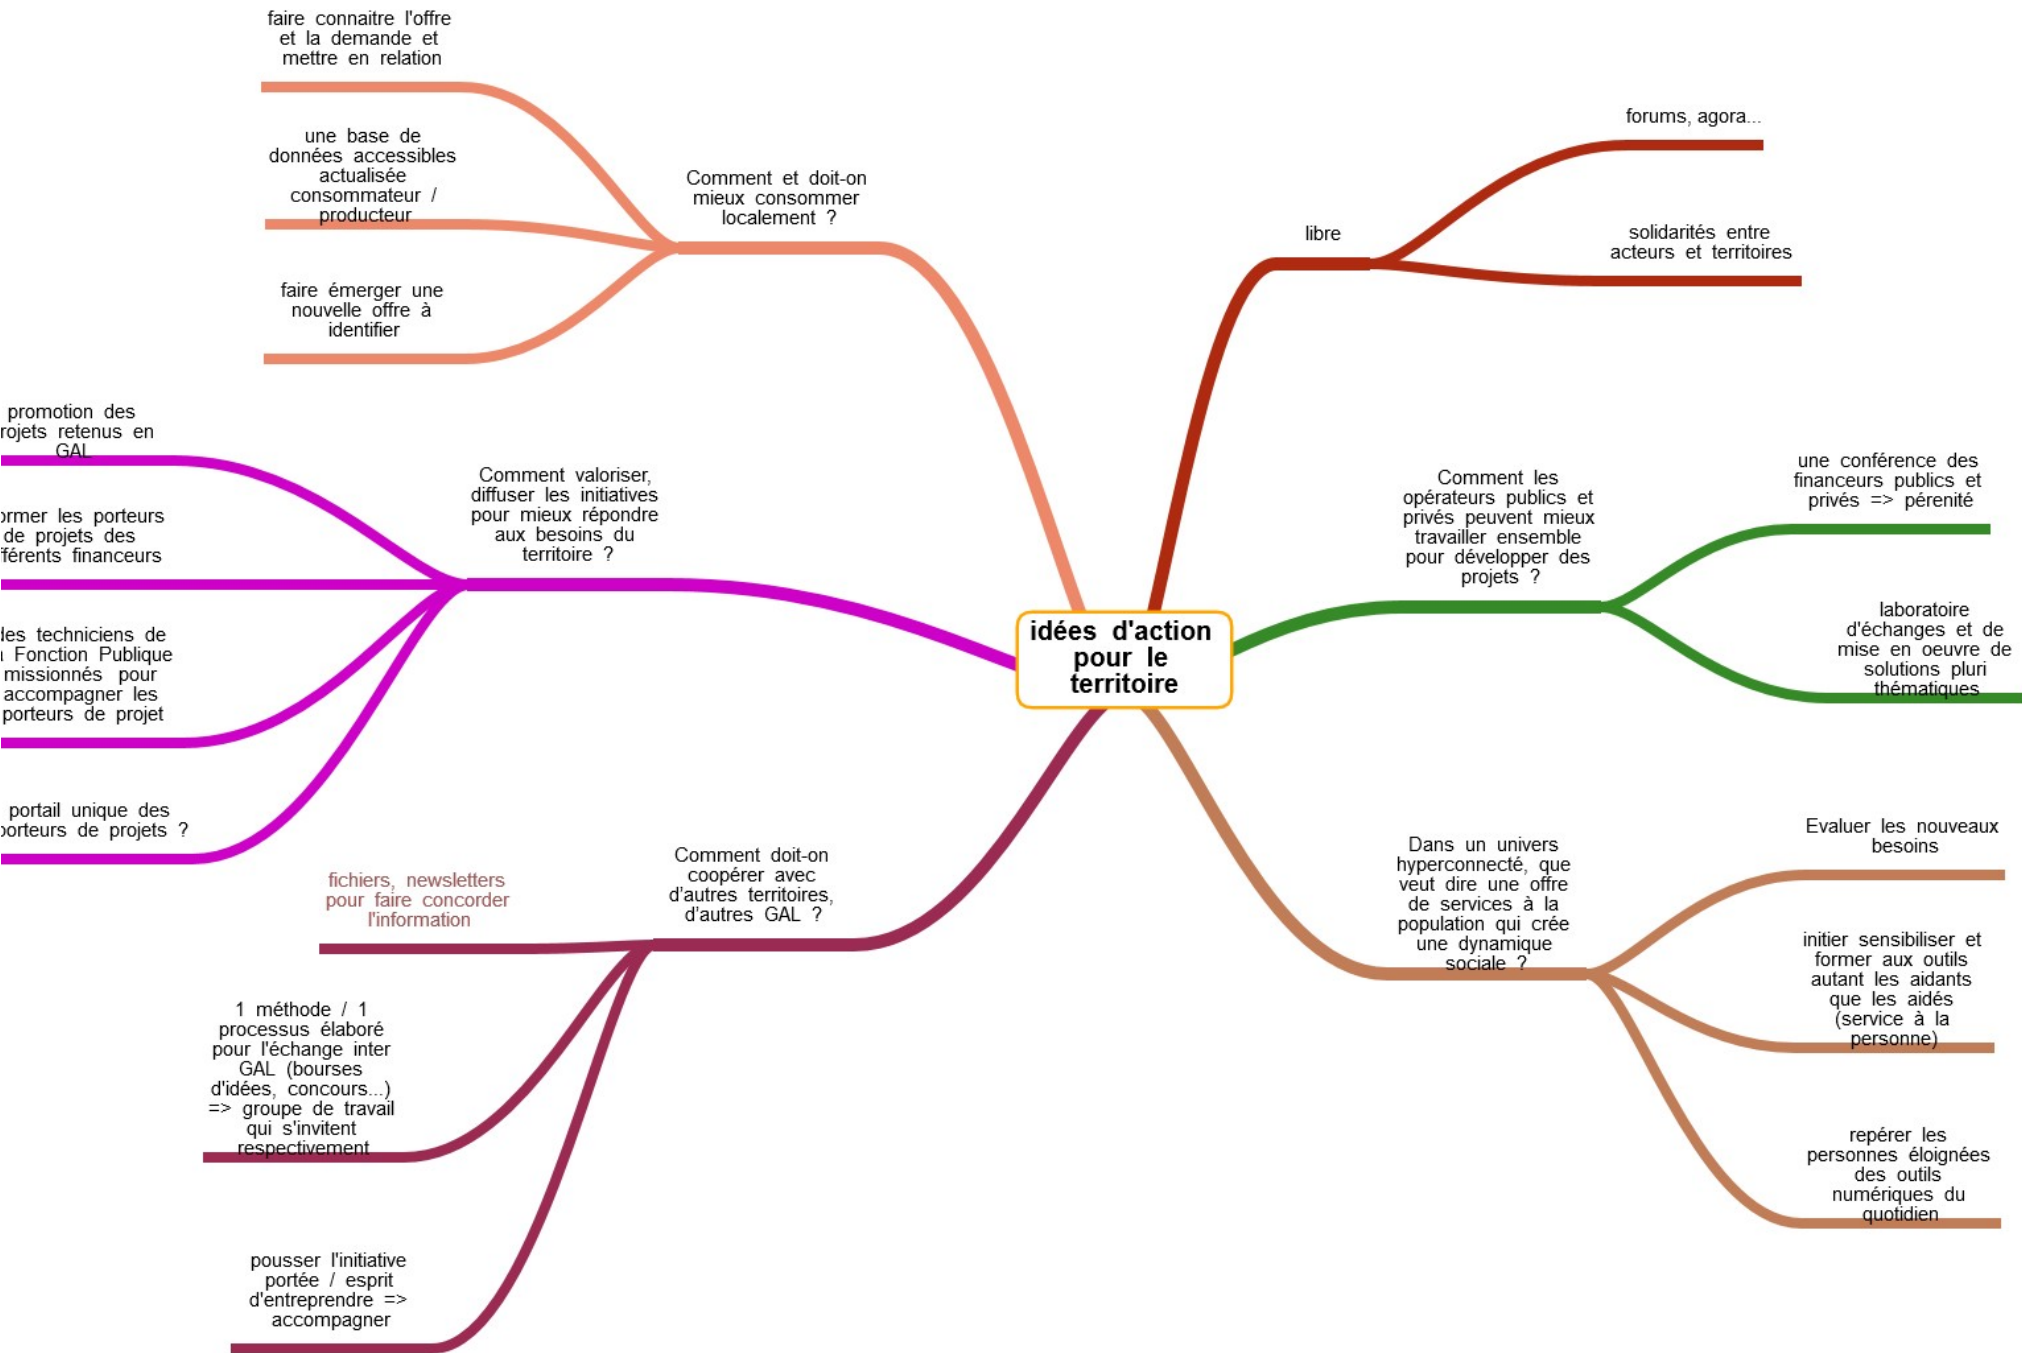 faire connaitre l'offre
et la demande et
mettre en relation
une base de
données accessibles
actualisée
consommateur /
producteur
faire émerger une
nouvelle offre à
identifier
Comment et doit-on
mieux consommer
localement ?
libre
forums, agora...
solidarités entre
acteurs et territoires
promotion des
rojets retenus en
GAL
ormer les porteurs
de projets des
fférents financeurs
des techniciens de
Fonction Publique
missionnés pour
accompagner les
porteurs de projet
portail unique des
porteurs de projets ?
Comment valoriser,
diffuser les initiatives
pour mieux répondre
aux besoins du
territoire ?
idées d'action
pour le
territoire
Comment les
opérateurs publics et
privés peuvent mieux
travailler ensemble
pour développer des
projets ?
une conférence des
financeurs publics et
privés => pérenité
laboratoire
d'échanges et de
mise en oeuvre de
solutions pluri
thématiques
Comment doit-on
coopérer avec
d'autres territoires,
d'autres GAL ?
fichiers, newsletters
pour faire concorder
l'information
1 méthode / 1
processus élaboré
pour l'échange inter
GAL (bourses
d'idées, concours...)
=> groupe de travail
qui s'invitent
respectivement
pousser l'initiative
portée / esprit
d'entreprendre =>
accompagner
Dans un univers
hyperconnecté, que
veut dire une offre
de services à la
population qui crée
une dynamique
sociale ?
Evaluer les nouveaux
besoins
initier sensibiliser et
former aux outils
autant les aidants
que les aidés
(service à la
personne)
repérer les
personnes éloignées
des outils
numériques du
quotidien